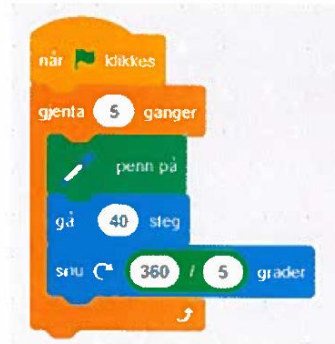 når klikkes
gjenta 5 ganger
penn på
gå 40 steg
snu 360 / 5 grader